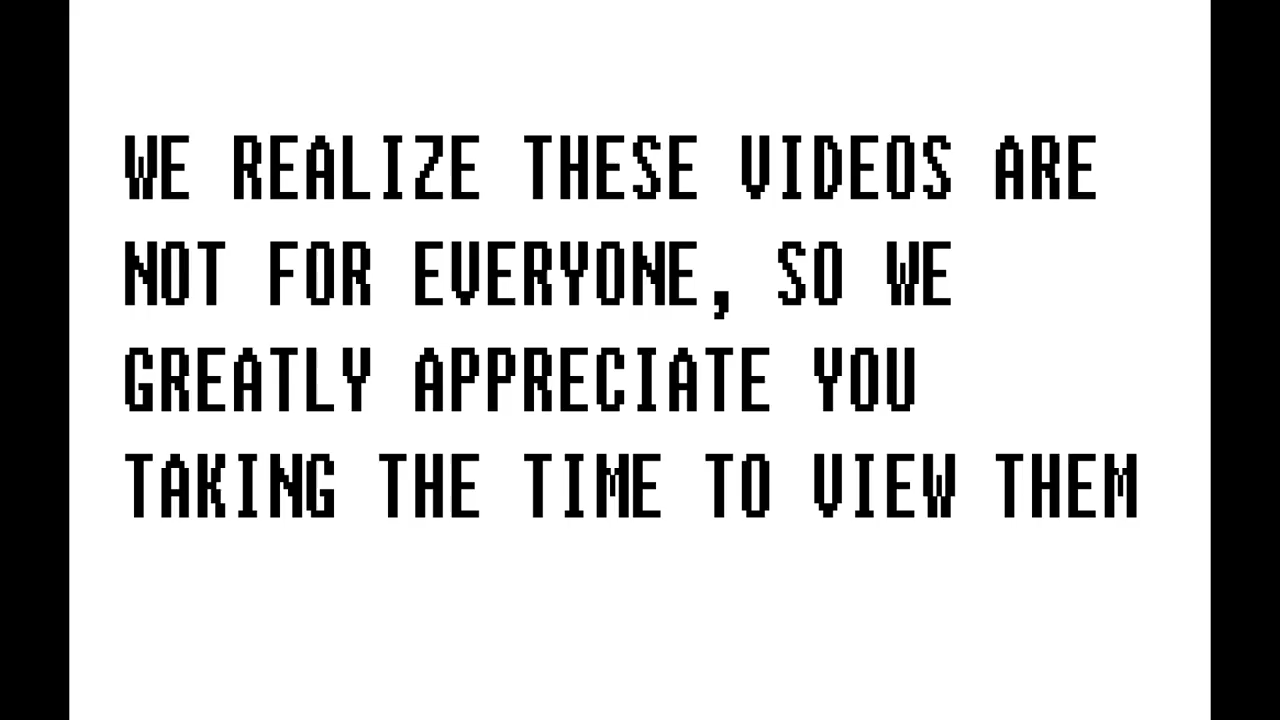 WE REALIZE THESE VIDEOS ARE
NOT FOR EVERYONE, SO WE
GREATLY APPRECIATE YOU
TAKING THE TIME TO VIEW THEM